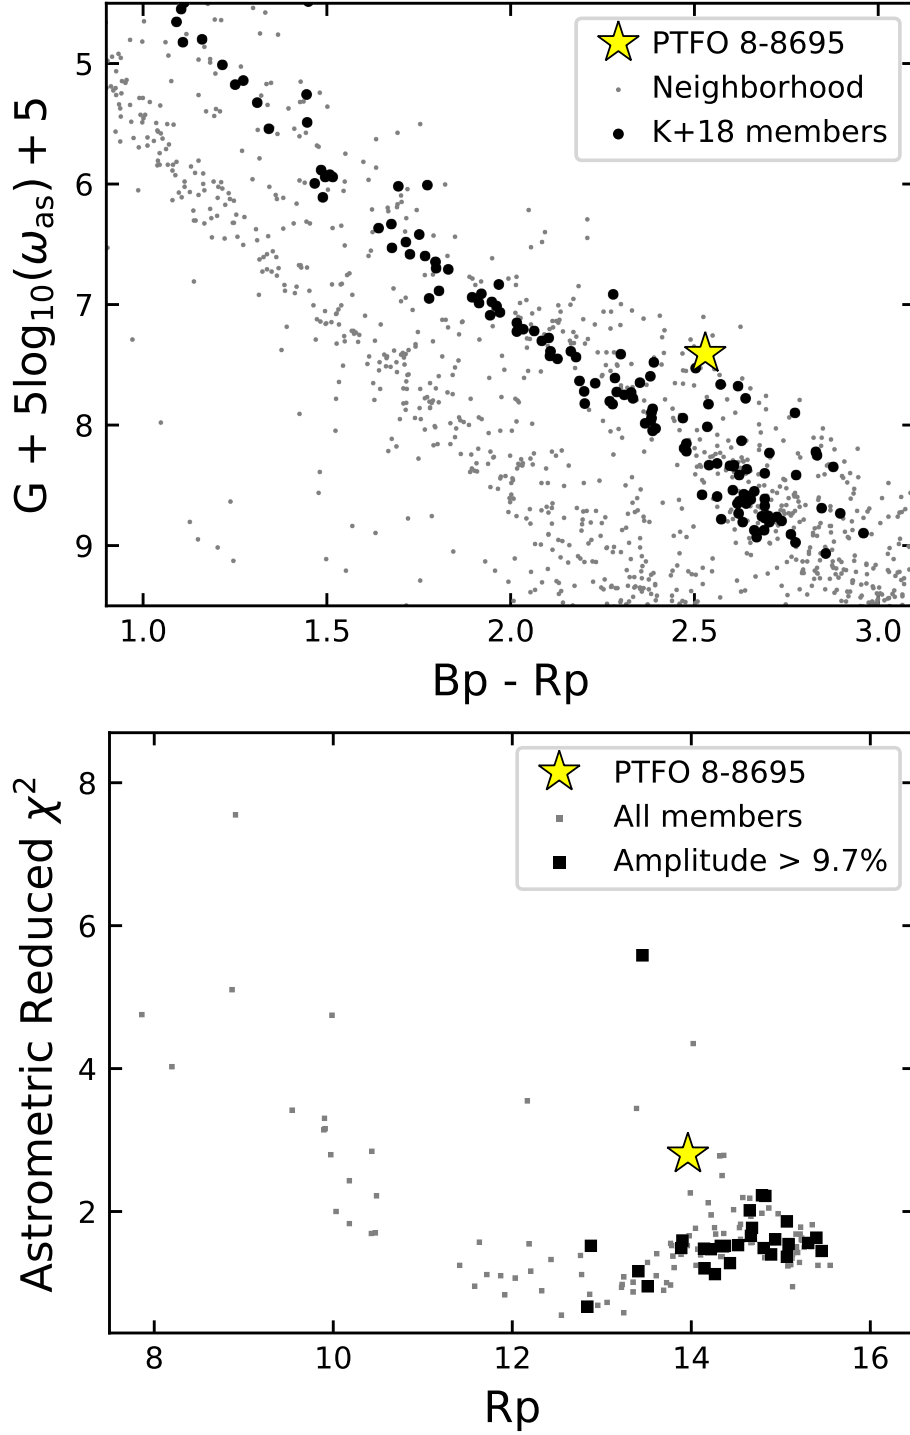 PTFO 8-8695
Neighborhood
K+18 members
G + 5log₁₀(ω_as) + 5
5
6
7
8
9
1.0
1.5
2.0
2.5
3.0
Bp - Rp
PTFO 8-8695
All members
Amplitude > 9.7%
Astrometric Reduced χ²
8
6
4
2
8
10
12
14
16
Rp